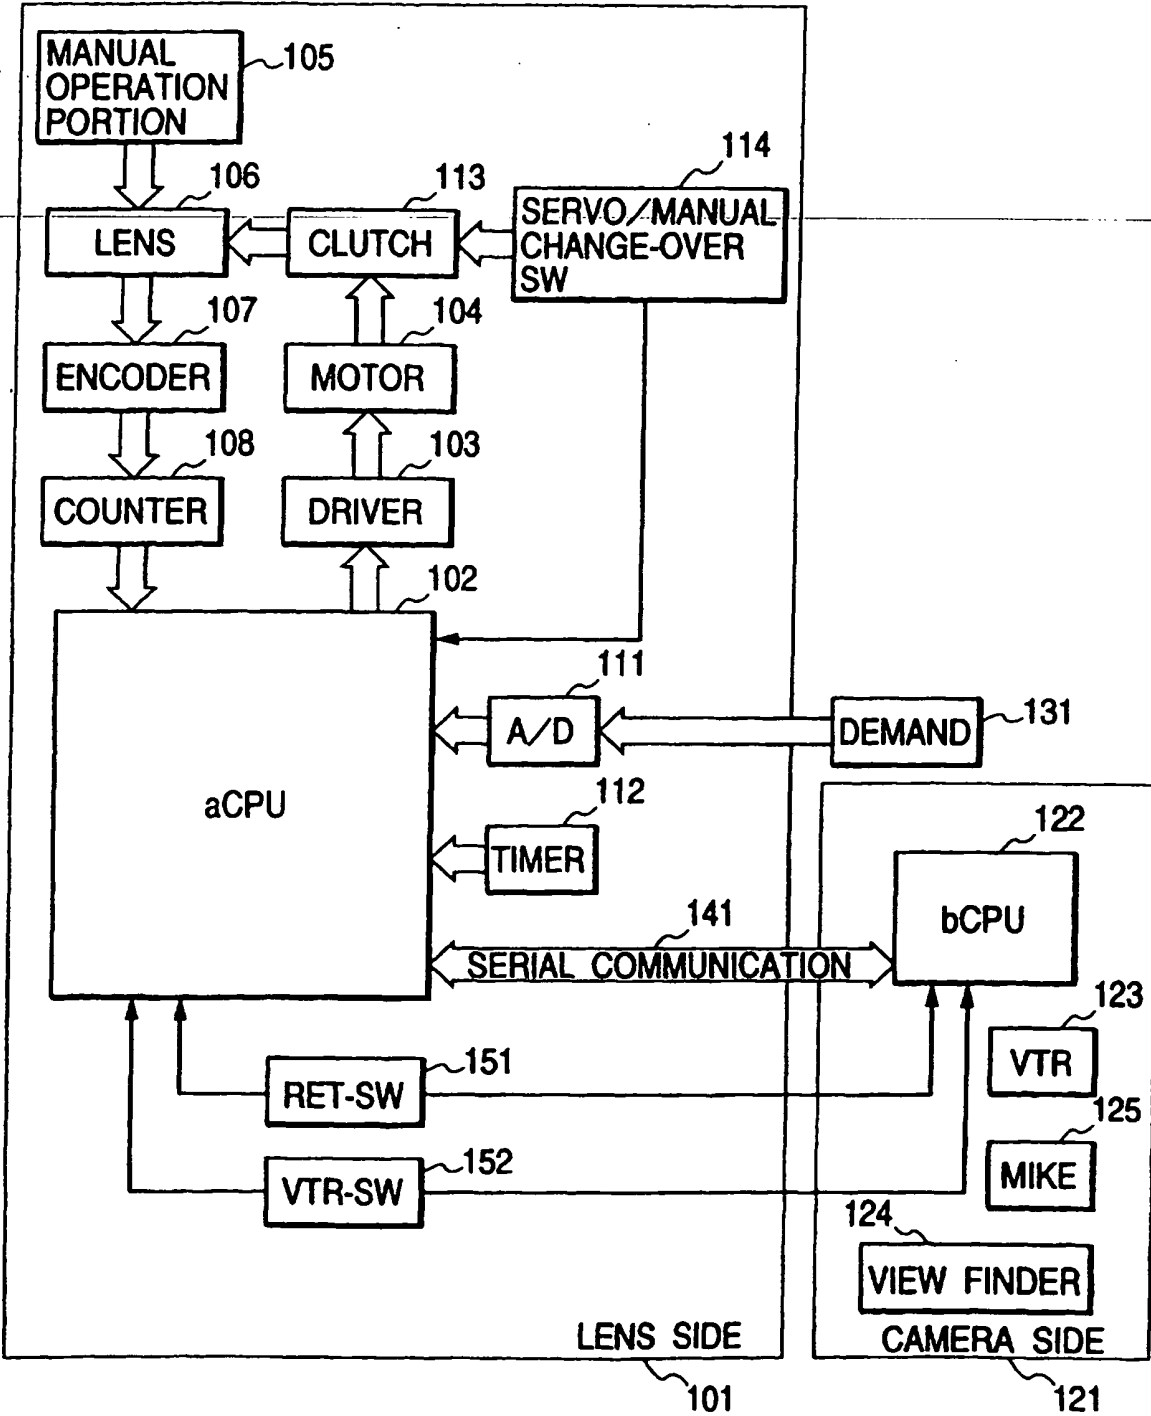 MANUAL
OPERATION
PORTION
105
106
LENS
113
CLUTCH
114
SERVO/MANUAL
CHANGE-OVER
SW
107
ENCODER
104
MOTOR
108
COUNTER
103
DRIVER
102
aCPU
111
A/D
DEMAND
131
112
TIMER
122
bCPU
141
SERIAL COMMUNICATION
123
VTR
151
RET-SW
125
MIKE
152
VTR-SW
124
VIEW FINDER
LENS SIDE
CAMERA SIDE
101
121